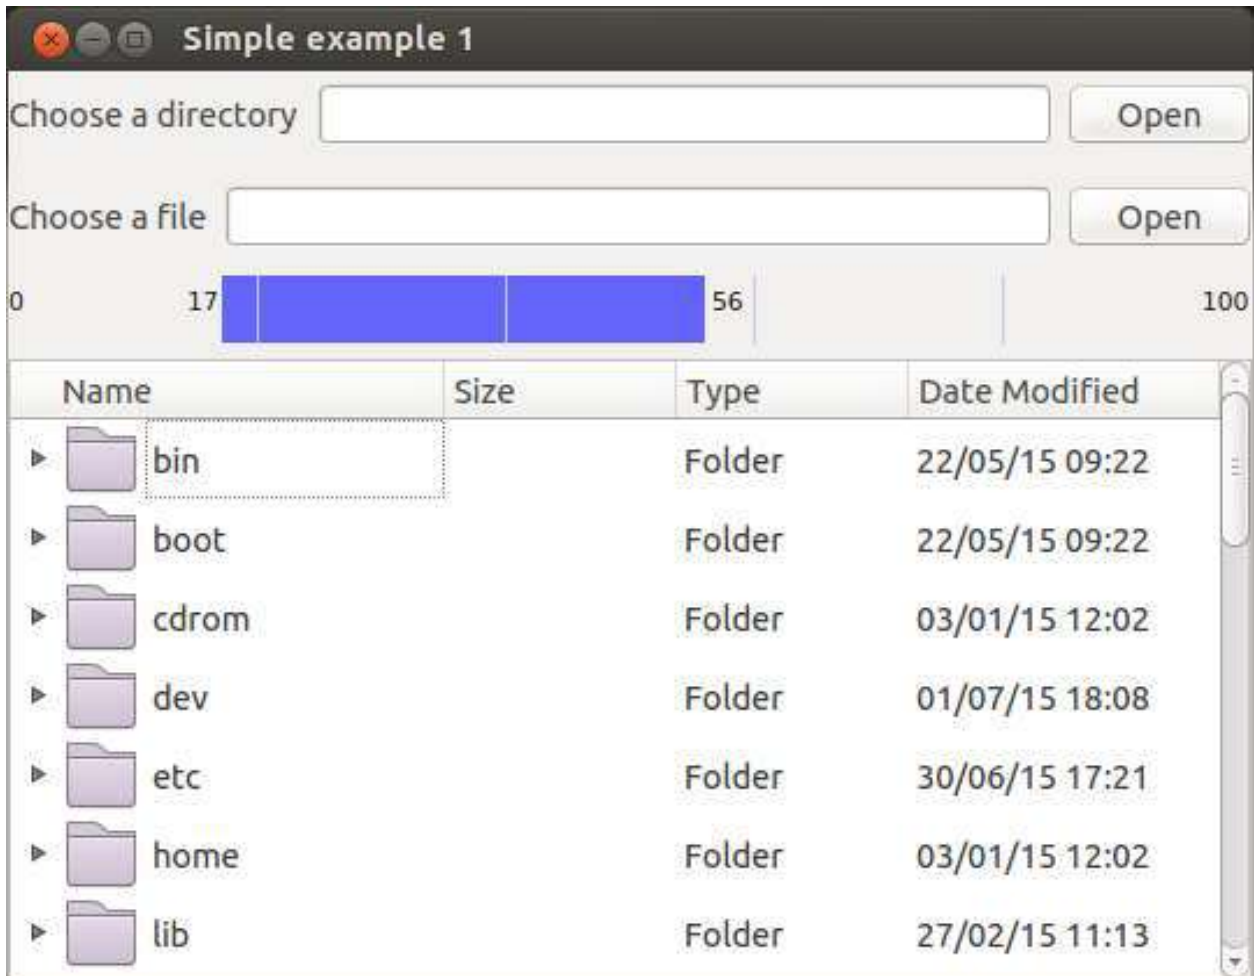 Simple example 1
Choose a directory Open
Choose a file Open
0 17 56 100
Name Size Type Date Modified
bin Folder 22/05/15 09:22
boot Folder 22/05/15 09:22
cdrom Folder 03/01/15 12:02
dev Folder 01/07/15 18:08
etc Folder 30/06/15 17:21
home Folder 03/01/15 12:02
lib Folder 27/02/15 11:13